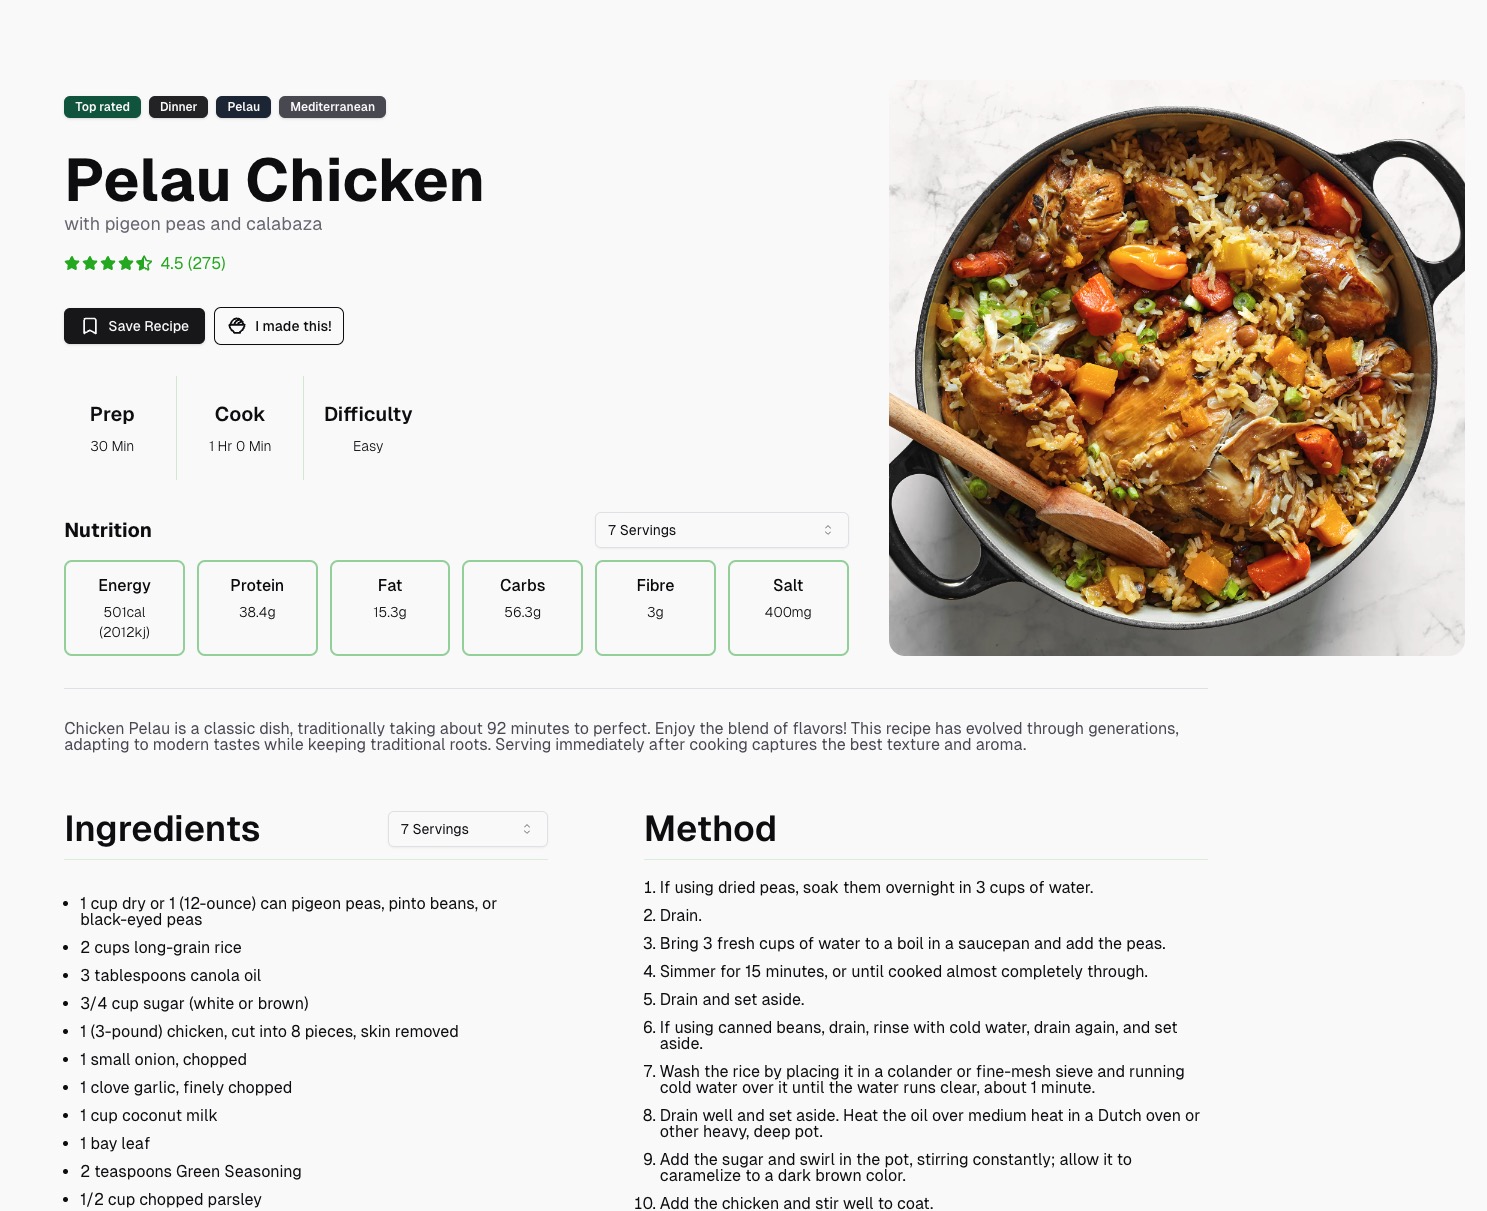 Top rated Dinner Pelau Mediterranean
Pelau Chicken
with pigeon peas and calabaza
4.5 (275)
Save Recipe I made this!
Prep Cook Difficulty
30 Min 1 Hr 0 Min Easy
Nutrition 7 Servings
Energy Protein Fat Carbs Fibre Salt
501cal 38.4g 15.3g 56.3g 3g 400mg
(2012kj)
Chicken Pelau is a classic dish, traditionally taking about 92 minutes to perfect. Enjoy the blend of flavors! This recipe has evolved through generations,
adapting to modern tastes while keeping traditional roots. Serving immediately after cooking captures the best texture and aroma.
Ingredients 7 Servings
• 1 cup dry or 1 (12-ounce) can pigeon peas, pinto beans, or
black-eyed peas
• 2 cups long-grain rice
• 3 tablespoons canola oil
• 3/4 cup sugar (white or brown)
• 1 (3-pound) chicken, cut into 8 pieces, skin removed
• 1 small onion, chopped
• 1 clove garlic, finely chopped
• 1 cup coconut milk
• 1 bay leaf
• 2 teaspoons Green Seasoning
• 1/2 cup chopped parsley
Method
1. If using dried peas, soak them overnight in 3 cups of water.
2. Drain.
3. Bring 3 fresh cups of water to a boil in a saucepan and add the peas.
4. Simmer for 15 minutes, or until cooked almost completely through.
5. Drain and set aside.
6. If using canned beans, drain, rinse with cold water, drain again, and set
aside.
7. Wash the rice by placing it in a colander or fine-mesh sieve and running
cold water over it until the water runs clear, about 1 minute.
8. Drain well and set aside. Heat the oil over medium heat in a Dutch oven or
other heavy, deep pot.
9. Add the sugar and swirl in the pot, stirring constantly; allow it to
caramelize to a dark brown color.
10. Add the chicken and stir well to coat.